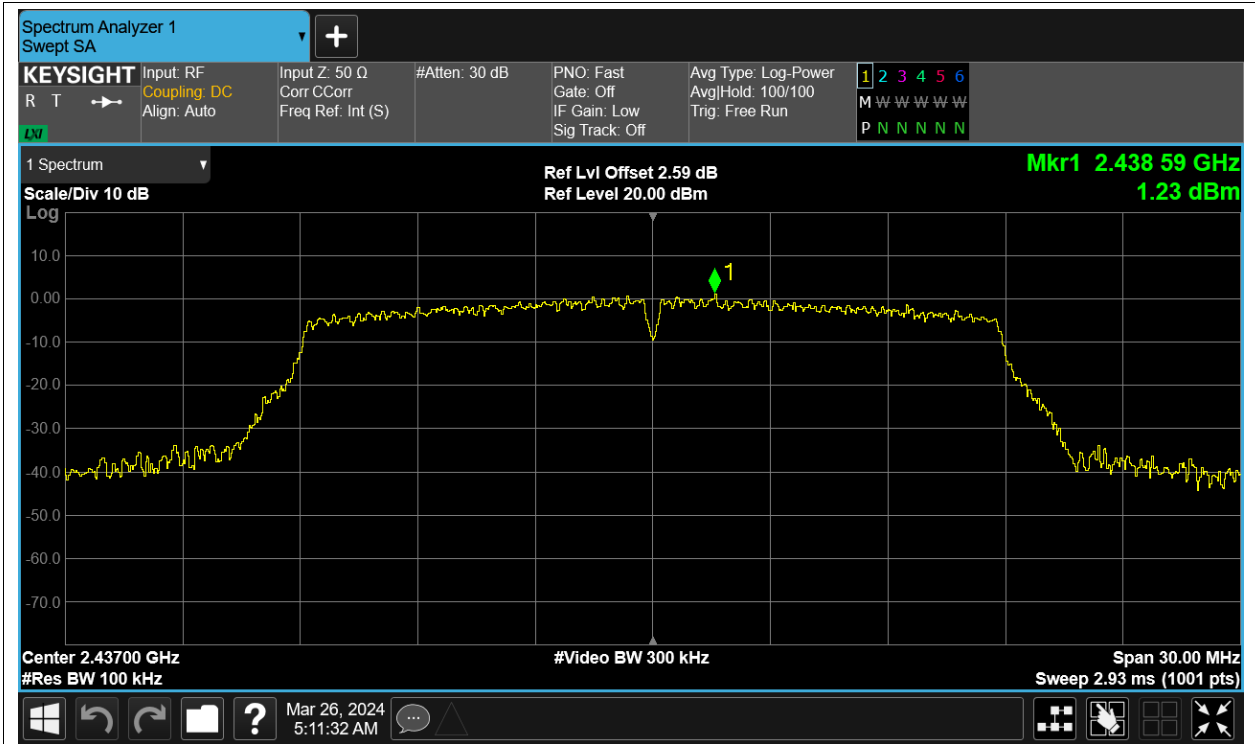 Spectrum Analyzer 1
Swept SA
KEYSIGHT
R T
LXI
Input: RF
Coupling: DC
Align: Auto
Input Z: 50 Ω
Corr CCorr
Freq Ref: Int (S)
#Atten: 30 dB
PNO: Fast
Gate: Off
IF Gain: Low
Sig Track: Off
Avg Type: Log-Power
Avg|Hold: 100/100
Trig: Free Run
1 2 3 4 5 6
M W W W W W
P N N N N N
1 Spectrum
Scale/Div 10 dB
Log
Ref Lvl Offset 2.59 dB
Ref Level 20.00 dBm
Mkr1 2.438 59 GHz
1.23 dBm
1
10.0
0.00
-10.0
-20.0
-30.0
-40.0
-50.0
-60.0
-70.0
Center 2.43700 GHz
#Res BW 100 kHz
#Video BW 300 kHz
Span 30.00 MHz
Sweep 2.93 ms (1001 pts)
?
Mar 26, 2024
5:11:32 AM